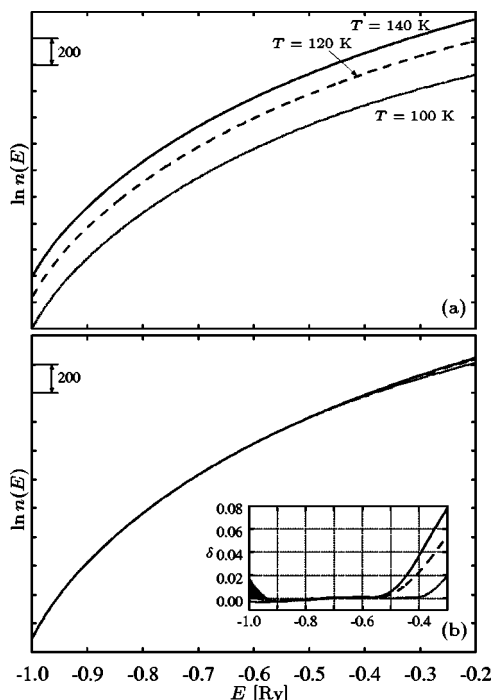 T = 140 K
T = 120 K
T = 100 K
200
ln n(E)
(a)
200
ln n(E)
δ
0.08
0.06
0.04
0.02
0.00
-1.0 -0.8 -0.6 -0.4
(b)
-1.0 -0.9 -0.8 -0.7 -0.6 -0.5 -0.4 -0.3 -0.2
E [Ry]